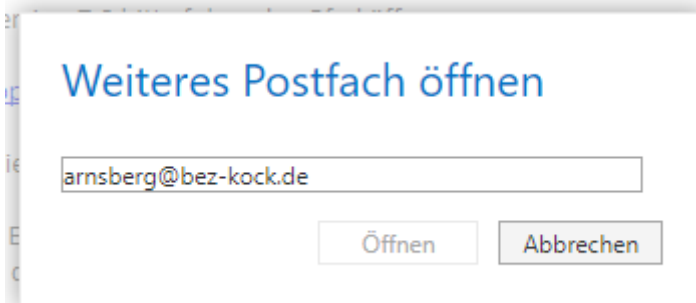 Weiteres Postfach öffnen
arnsberg@bez-kock.de
Öffnen Abbrechen